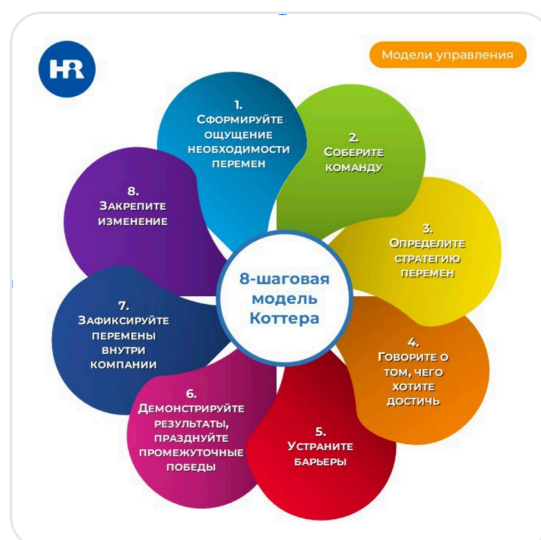 HR
Модели управления
1.
Сформируйте
ощущение
необходимости
перемен
2.
Соберите
команду
3.
Определите
стратегию
перемен
4.
Говорите о
том, чего
хотите
достичь
5.
Устраните
барьеры
6.
Демонстрируйте
результаты,
празднуйте
промежуточные
победы
7.
Зафиксируйте
перемены
внутри
компании
8.
Закрепите
изменение
8-шаговая
модель
Коттера